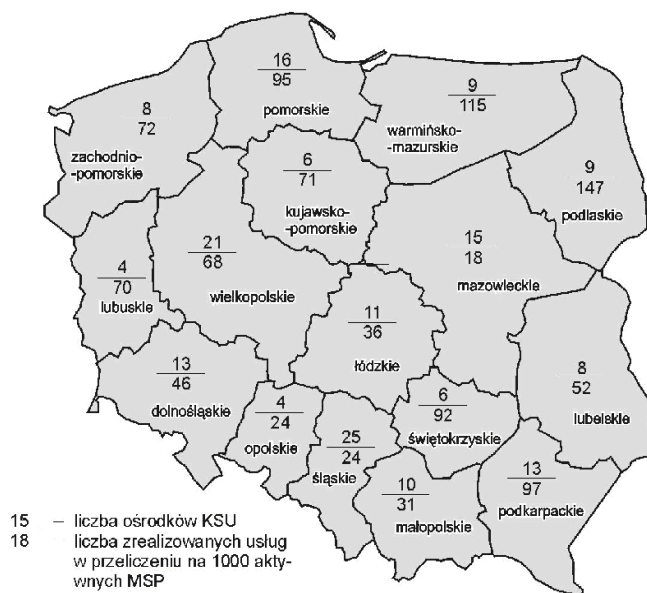 16
95
pomorskie
9
115
warmińsko-
-mazurskie
8
72
zachodnio-
-pomorskie
6
71
kujawsko-
-pomorskie
9
147
podlaskie
21
68
wielkopolskie
15
18
mazowieckie
4
70
lubuskie
11
36
łódzkie
13
46
dolnośląskie
8
52
lubelskie
4
24
opolskie
6
92
świętokrzyskie
25
24
śląskie
10
31
małopolskie
13
97
podkarpackie
15 – liczba ośrodków KSU
18 – liczba zrealizowanych usług
w przeliczeniu na 1000 akty-
wnych MSP